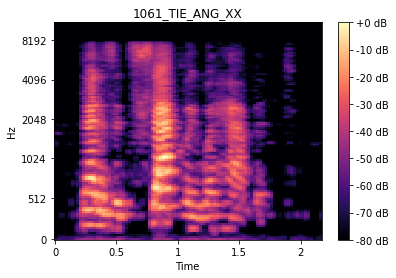 1061_TIE_ANG_XX
8192
4096
2048
1024
512
0
Hz
0
0.5
1
1.5
2
Time
+0 dB
-10 dB
-20 dB
-30 dB
-40 dB
-50 dB
-60 dB
-70 dB
-80 dB